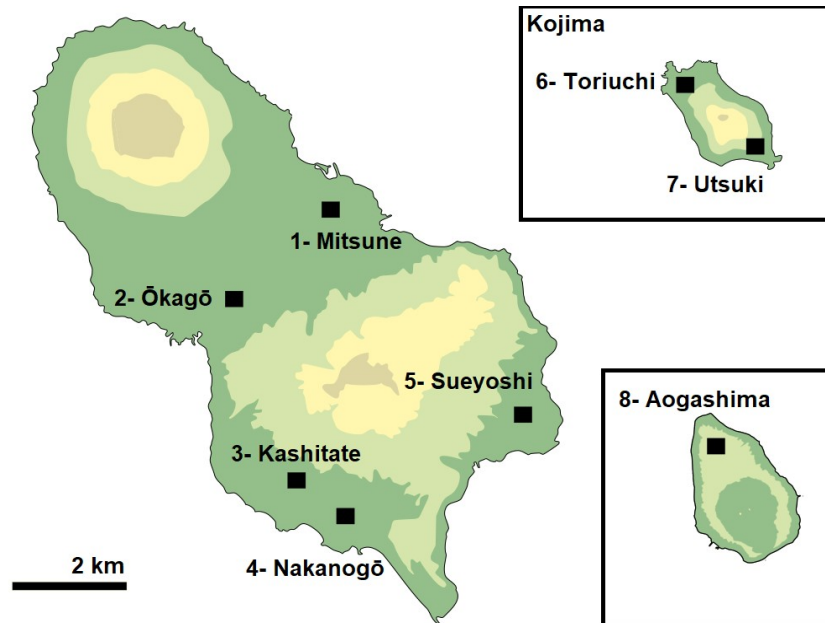 Kojima
6- Toriuchi
7- Utsuki
1- Mitsune
2- Ōkagō
5- Sueyoshi
8- Aogashima
3- Kashitate
4- Nakanogō
2 km